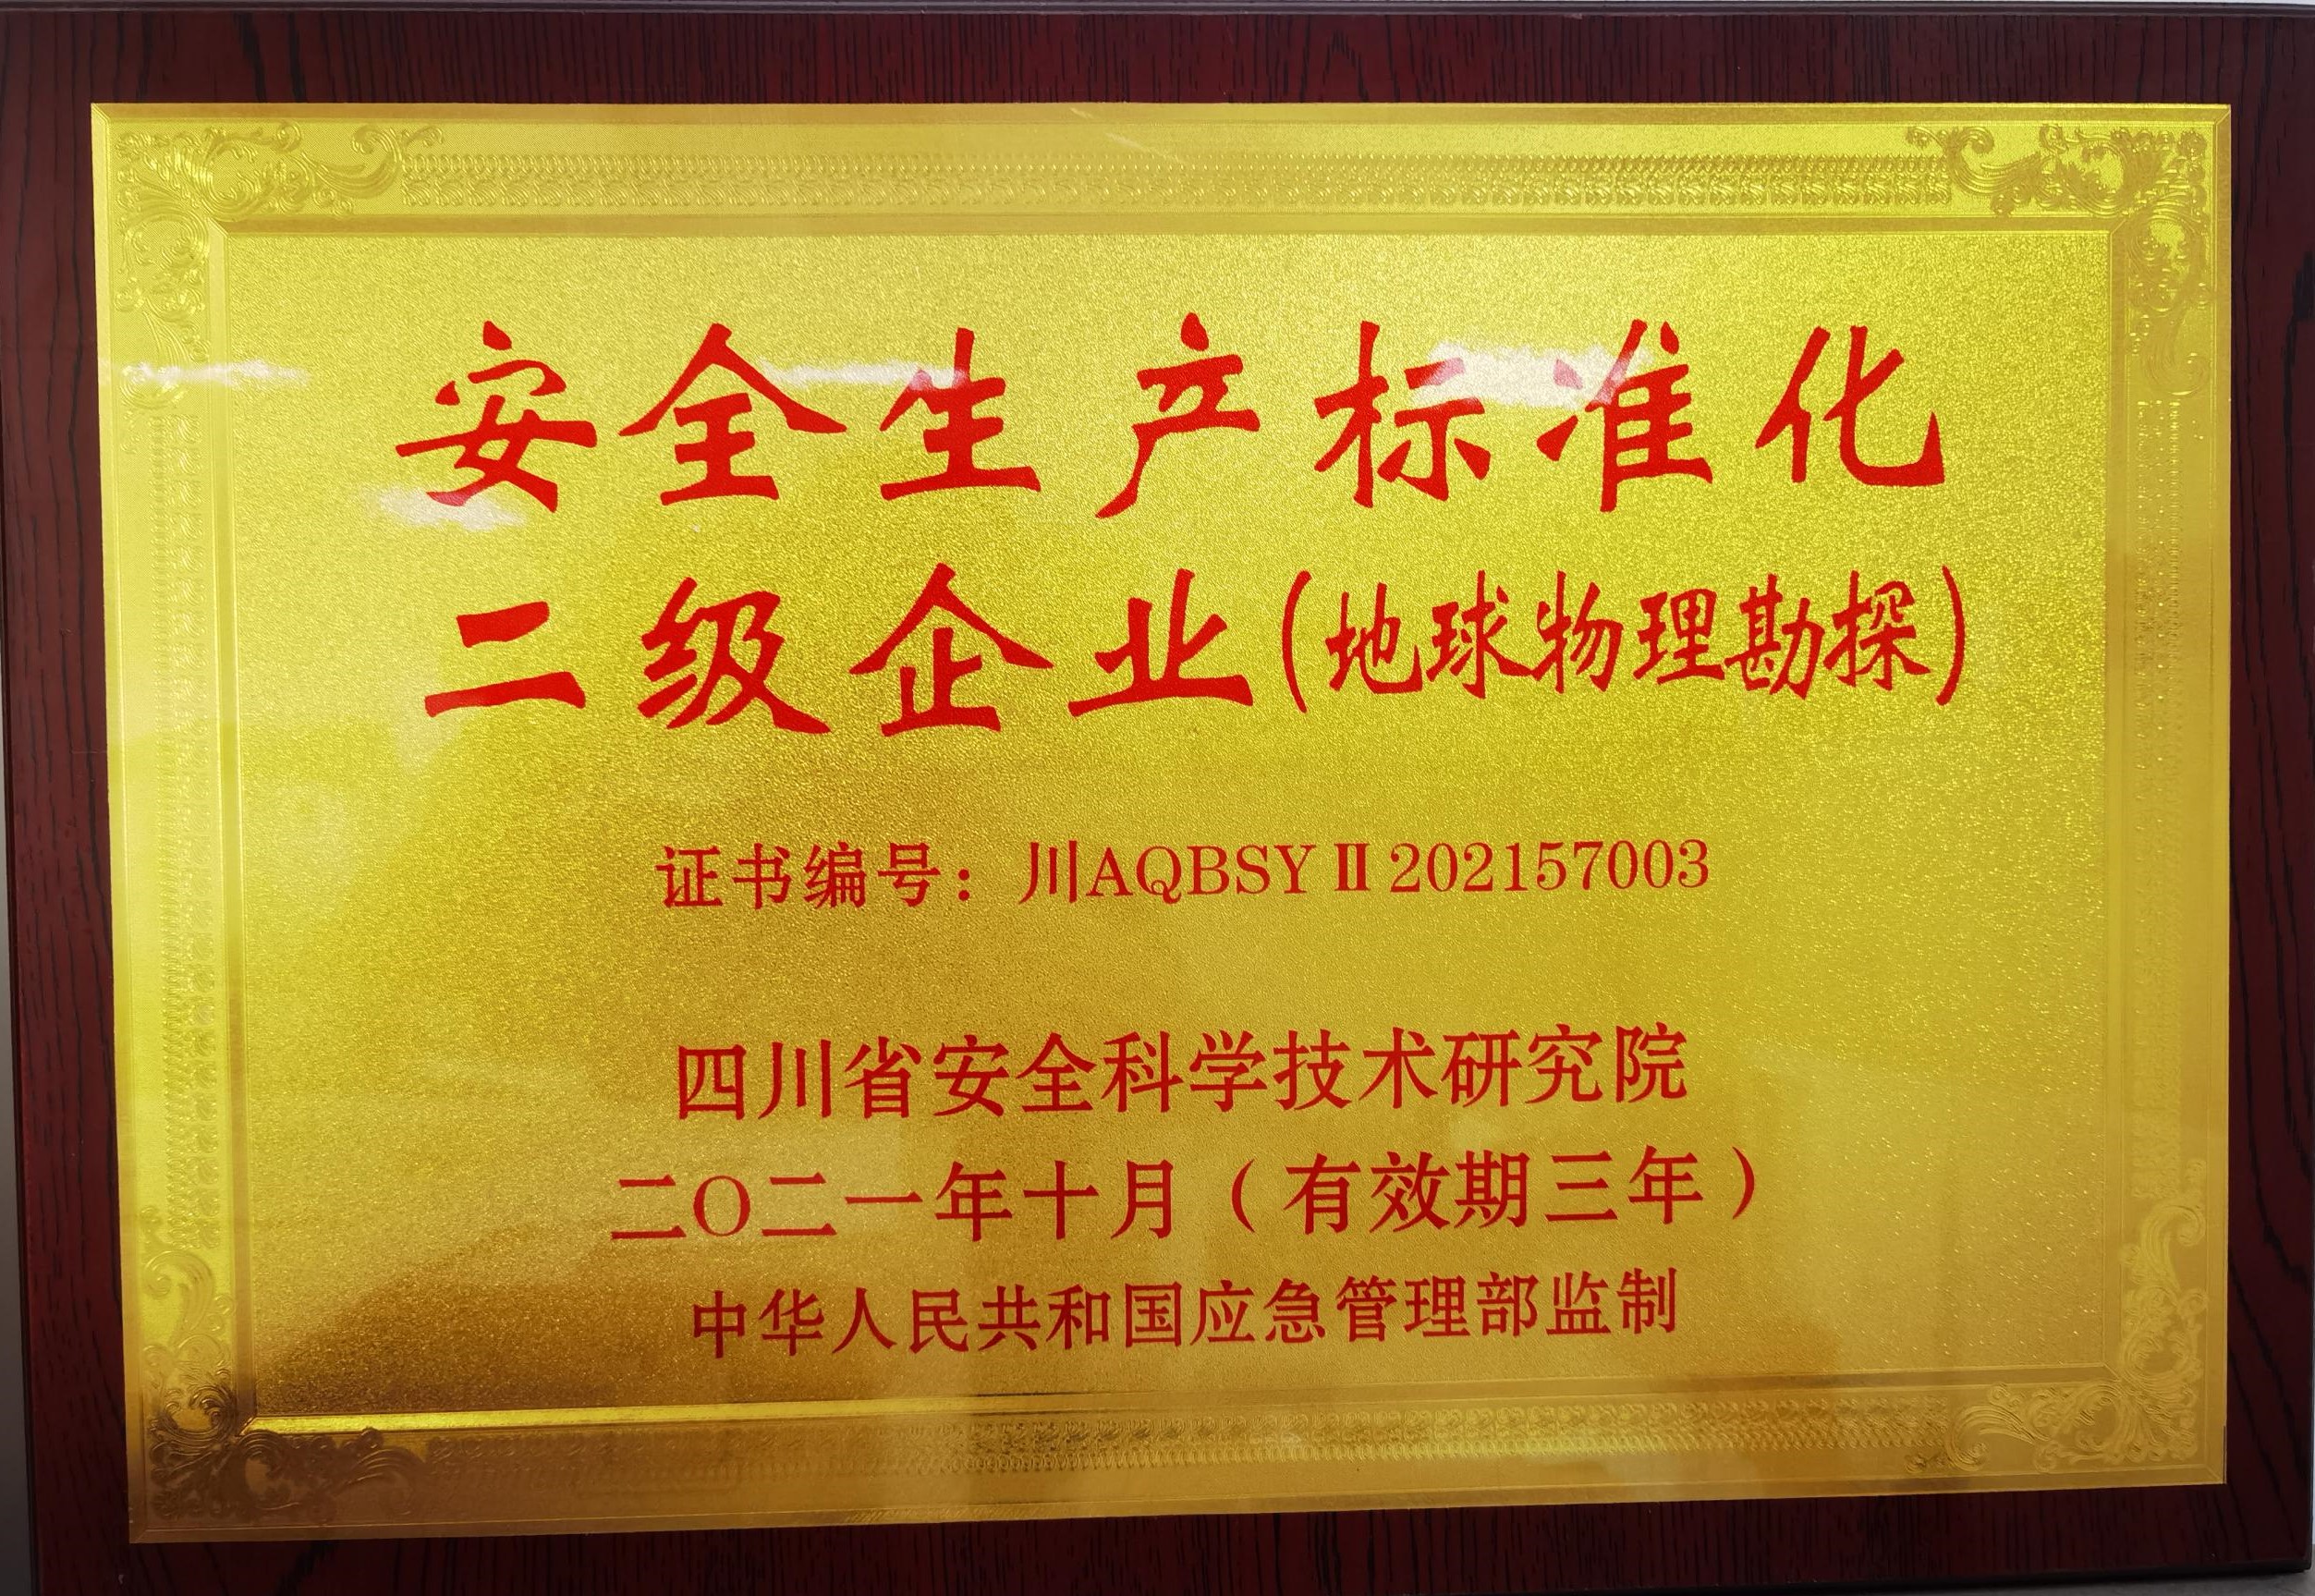 安全生产标准化
二级企业(地球物理勘探)
证书编号：川AQBSYⅡ202157003
四川省安全科学技术研究院
二〇二一年十月（有效期三年）
中华人民共和国应急管理部监制